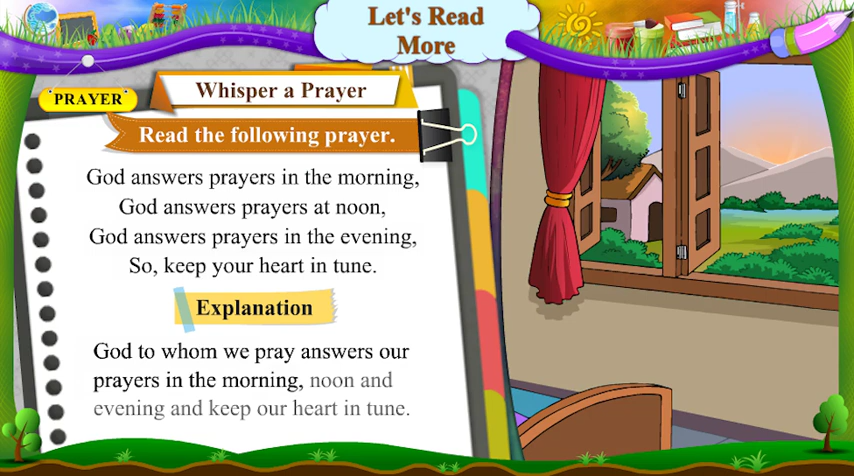 Let's Read
More
PRAYER
Whisper a Prayer
Read the following prayer.
God answers prayers in the morning,
God answers prayers at noon,
God answers prayers in the evening,
So, keep your heart in tune.
Explanation
God to whom we pray answers our
prayers in the morning, noon and
evening and keep our heart in tune.